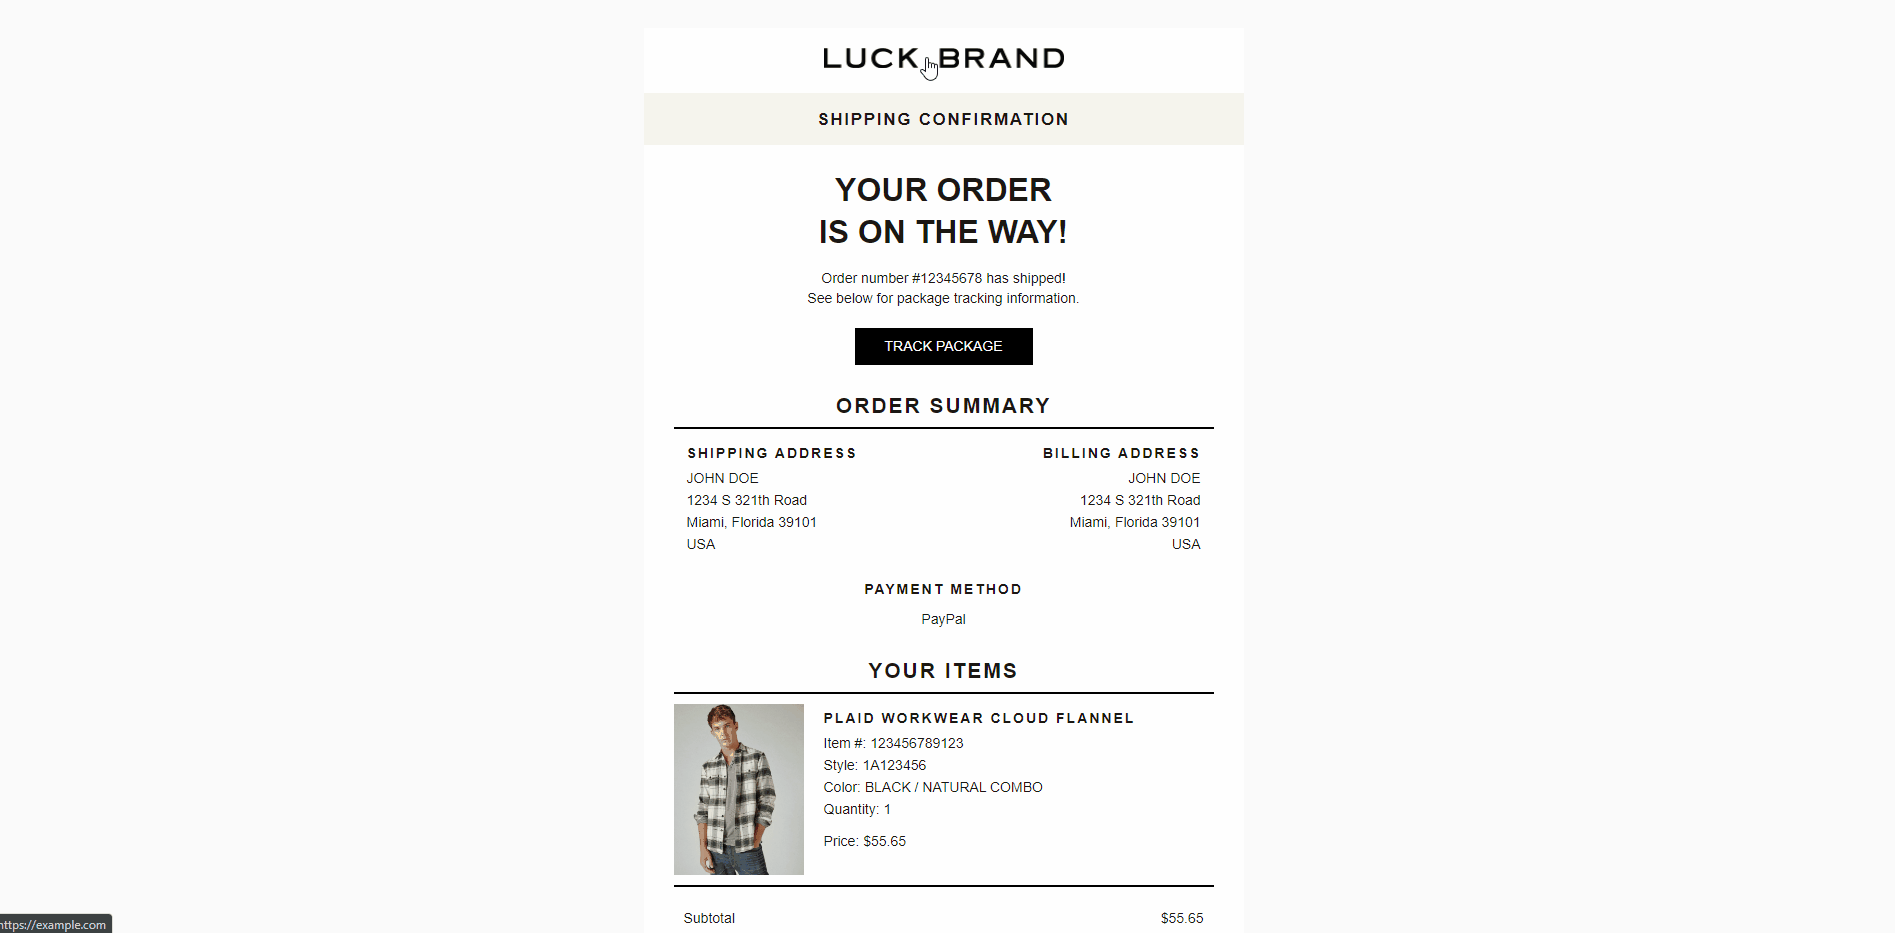 LUCK BRAND
SHIPPING CONFIRMATION
YOUR ORDER
IS ON THE WAY!
Order number #12345678 has shipped!
See below for package tracking information.
TRACK PACKAGE
ORDER SUMMARY
SHIPPING ADDRESS
JOHN DOE
1234 S 321th Road
Miami, Florida 39101
USA
BILLING ADDRESS
JOHN DOE
1234 S 321th Road
Miami, Florida 39101
USA
PAYMENT METHOD
PayPal
YOUR ITEMS
PLAID WORKWEAR CLOUD FLANNEL
Item #: 123456789123
Style: 1A123456
Color: BLACK / NATURAL COMBO
Quantity: 1
Price: $55.65
Subtotal $55.65
https://example.com